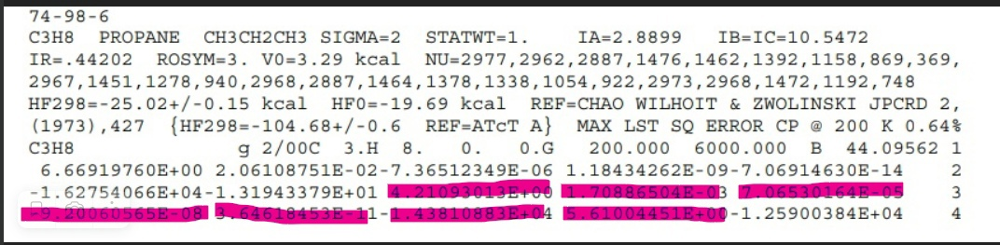 74-98-6
C3H8 PROPANE CH3CH2CH3 SIGMA=2 STATWT=1. IA=2.8899 IB=IC=10.5472
IR=.44202 ROSYM=3. V0=3.29 kcal NU=2977,2962,2887,1476,1462,1392,1158,869,369,
2967,1451,1278,940,2968,2887,1464,1378,1338,1054,922,2973,2968,1472,1192,748
HF298=-25.02+/-0.15 kcal HF0=-19.69 kcal REF=CHAO WILHOIT & ZWOLINSKI JPCRD 2,
(1973),427 {HF298=-104.68+/-0.6 REF=ATcT A} MAX LST SQ ERROR CP @ 200 K 0.64%
C3H8 g 2/00C 3.H 8. 0. 0.G 200.000 6000.000 B 44.09562 1
6.66919760E+00 2.06108751E-02-7.36512349E-06 1.18434262E-09-7.06914630E-14 2
-1.62754066E+04-1.31943379E+01 4.21093013E+00 1.70886504E-03 7.06530164E-05 3
-9.20060565E-08 3.64618453E-11-1.43810883E+04 5.61004451E+00-1.25900384E+04 4